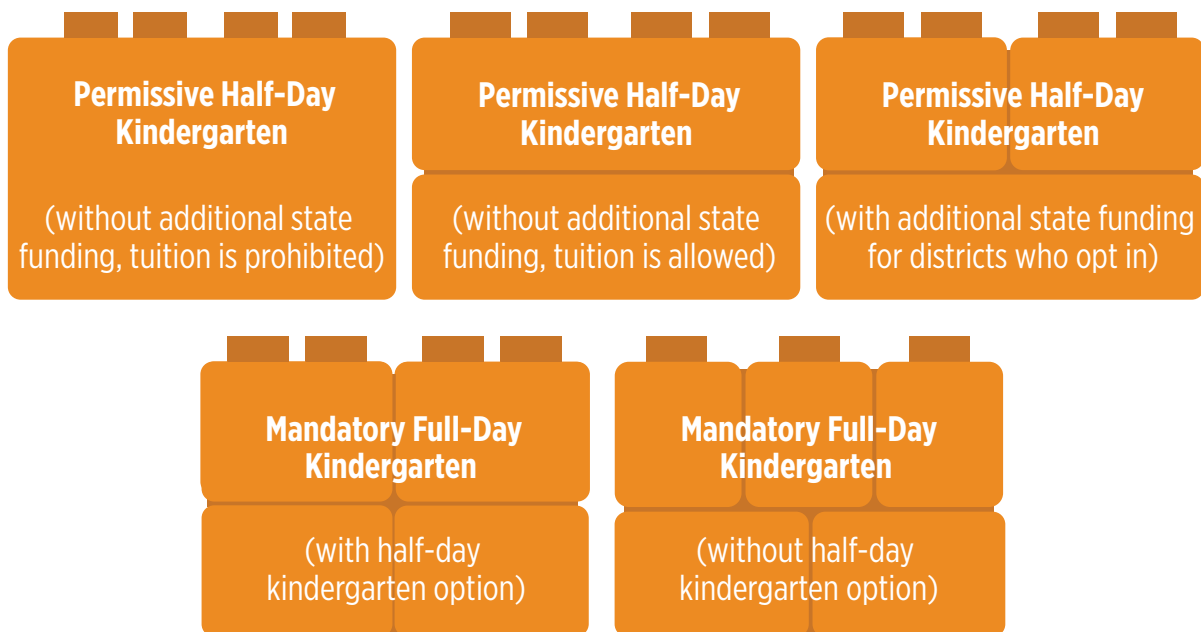 Permissive Half-Day
Kindergarten
(without additional state
funding, tuition is prohibited)
Permissive Half-Day
Kindergarten
(without additional state
funding, tuition is allowed)
Permissive Half-Day
Kindergarten
(with additional state funding
for districts who opt in)
Mandatory Full-Day
Kindergarten
(with half-day
kindergarten option)
Mandatory Full-Day
Kindergarten
(without half-day
kindergarten option)